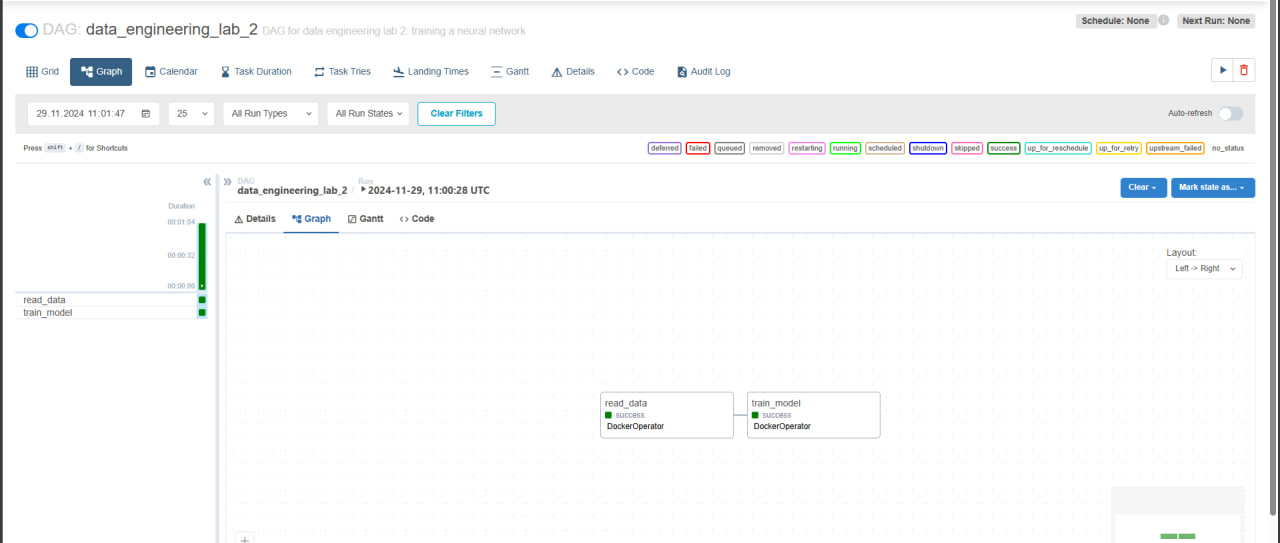 DAG: data_engineering_lab_2 DAG for data engineering lab 2: training a neural network
Schedule: None
Next Run: None
Grid
Graph
Calendar
Task Duration
Task Tries
Landing Times
Gantt
Details
Code
Audit Log
29.11.2024 11:01:47
25
All Run Types
All Run States
Clear Filters
Auto-refresh
Press shift + / for Shortcuts
deferred
failed
queued
removed
restarting
running
scheduled
shutdown
skipped
success
up_for_reschedule
up_for_retry
upstream_failed
no_status
DAG
data_engineering_lab_2 /
Run
2024-11-29, 11:00:28 UTC
Clear
Mark state as...
Duration
00:01:04
00:00:32
00:00:00
read_data
train_model
Details
Graph
Gantt
Code
Layout:
Left -> Right
read_data
success
DockerOperator
train_model
success
DockerOperator